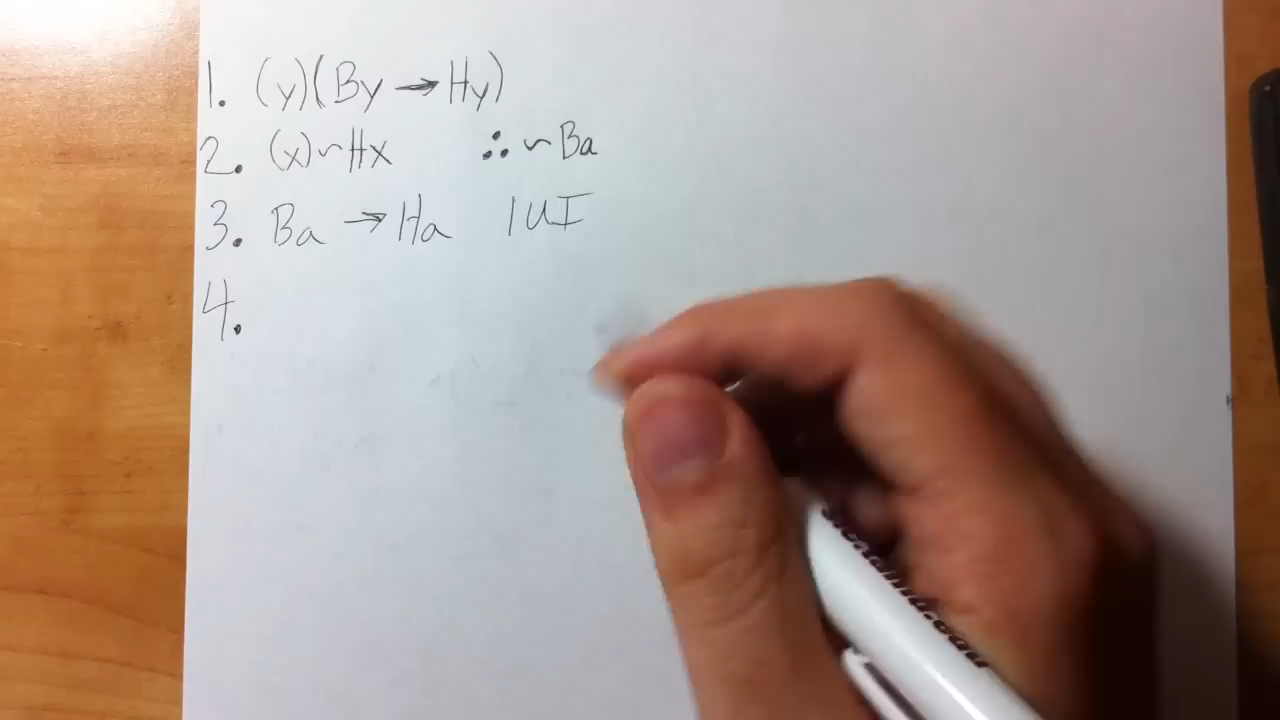 1. (y)(By → Hy)
2. (x)~Hx ∴ ~Ba
3. Ba → Ha 1UI
4.